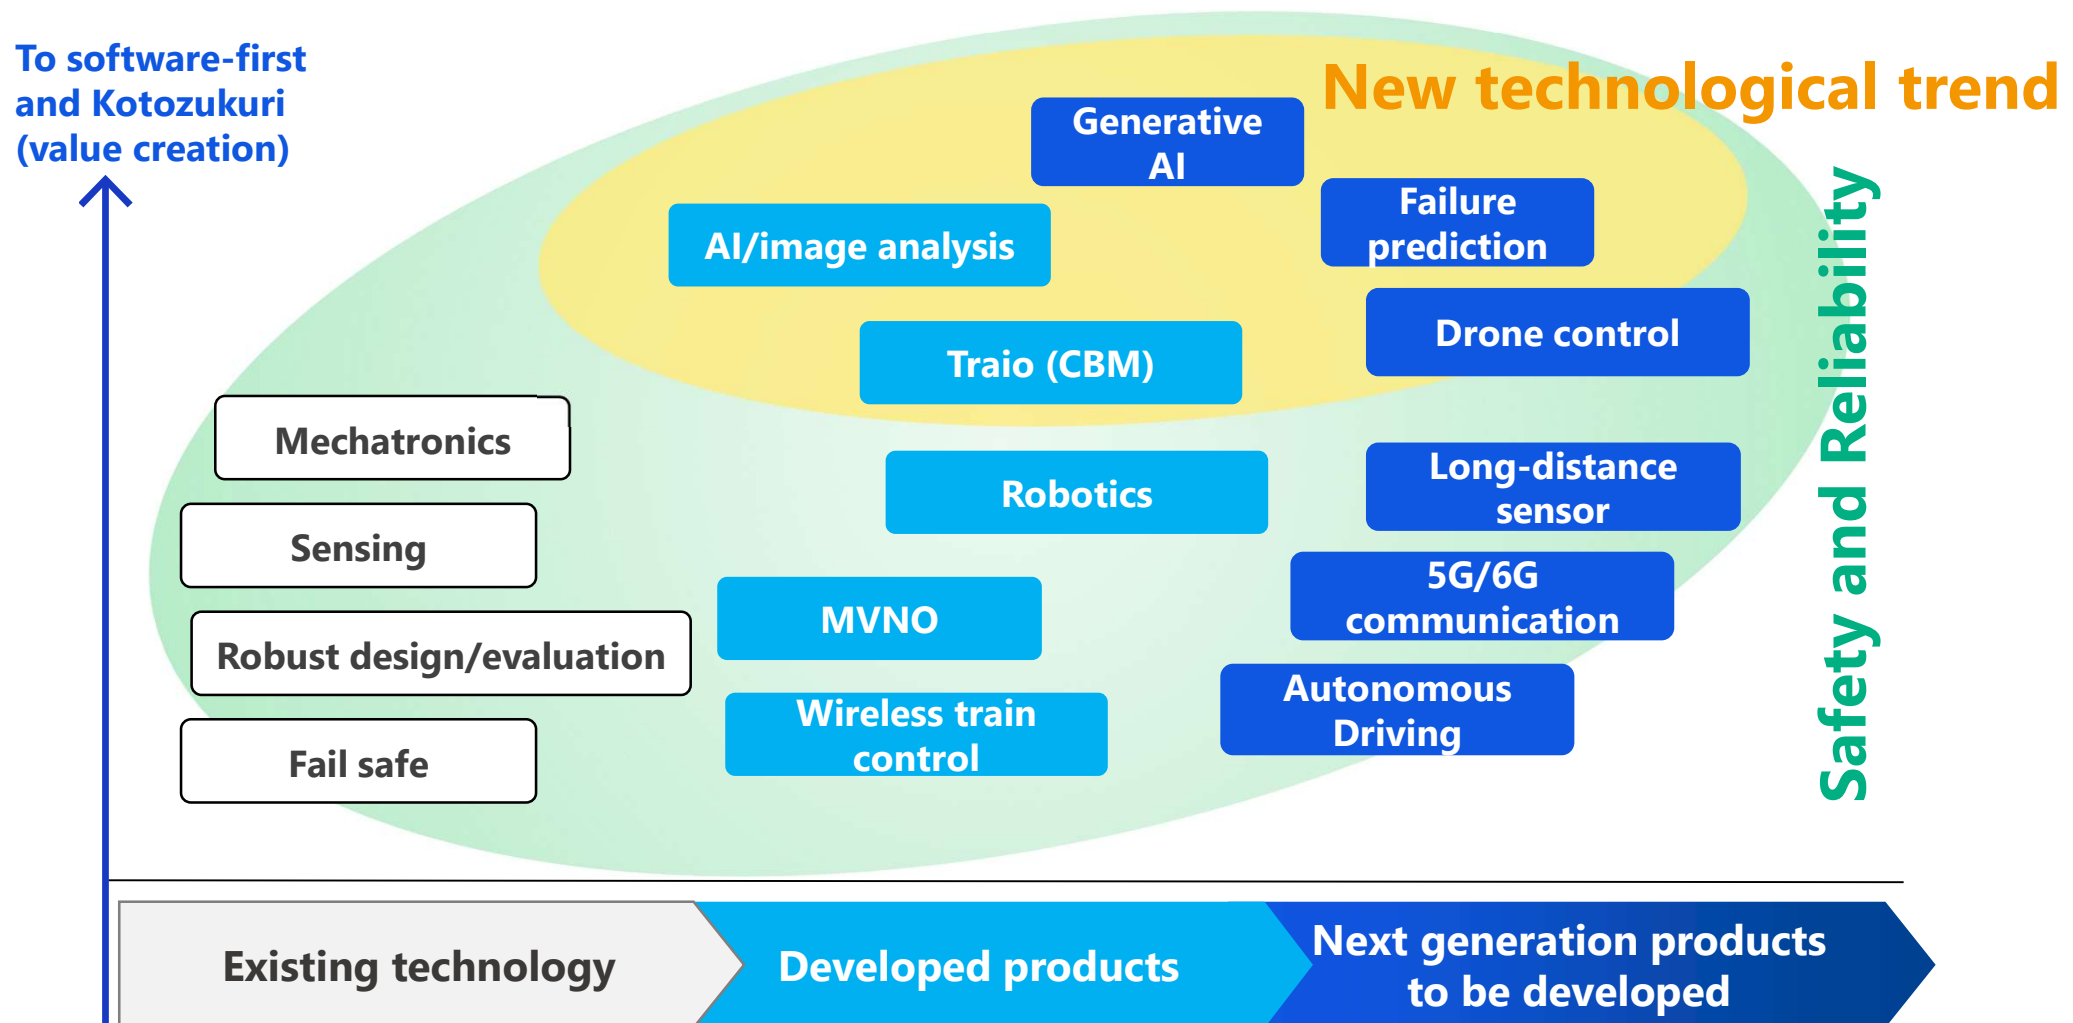 To software-first
and Kotozukuri
(value creation)
New technological trend
Generative
AI
Failure
prediction
AI/image analysis
Drone control
Traio (CBM)
Mechatronics
Robotics
Long-distance
sensor
Sensing
5G/6G
communication
MVNO
Robust design/evaluation
Autonomous
Driving
Wireless train
control
Fail safe
Safety and Reliability
Existing technology
Developed products
Next generation products
to be developed